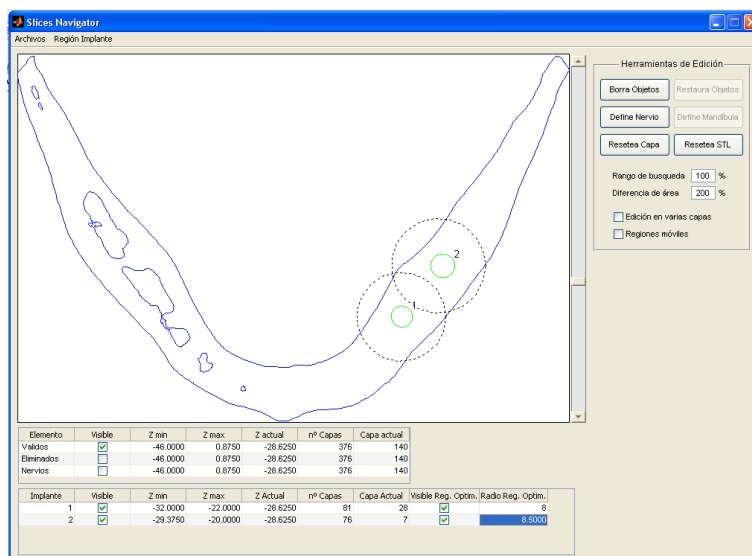 Slices Navigator
Archivos Región Implante
Herramientas de Edición
Borra Objetos Restaura Objetos
Define Nervio Define Mandíbula
Resetea Capa Resetea STL
Rango de busqueda 100 %
Diferencia de área 200 %
Edición en varias capas
Regiones móviles
2
1
Elemento Visible Z min Z max Z actual nº Capas Capa actual
Validos -46.0000 0.8750 -28.6250 376 140
Eliminados -46.0000 0.8750 -28.6250 376 140
Nervios -46.0000 0.8750 -28.6250 376 140
Implante Visible Z min Z max Z Actual nº Capas Capa Actual Visible Reg. Optim. Radio Reg. Optim.
1 -32.0000 -22.0000 -28.6250 81 28 8
2 -29.3750 -20.0000 -28.6250 76 7 8.5000